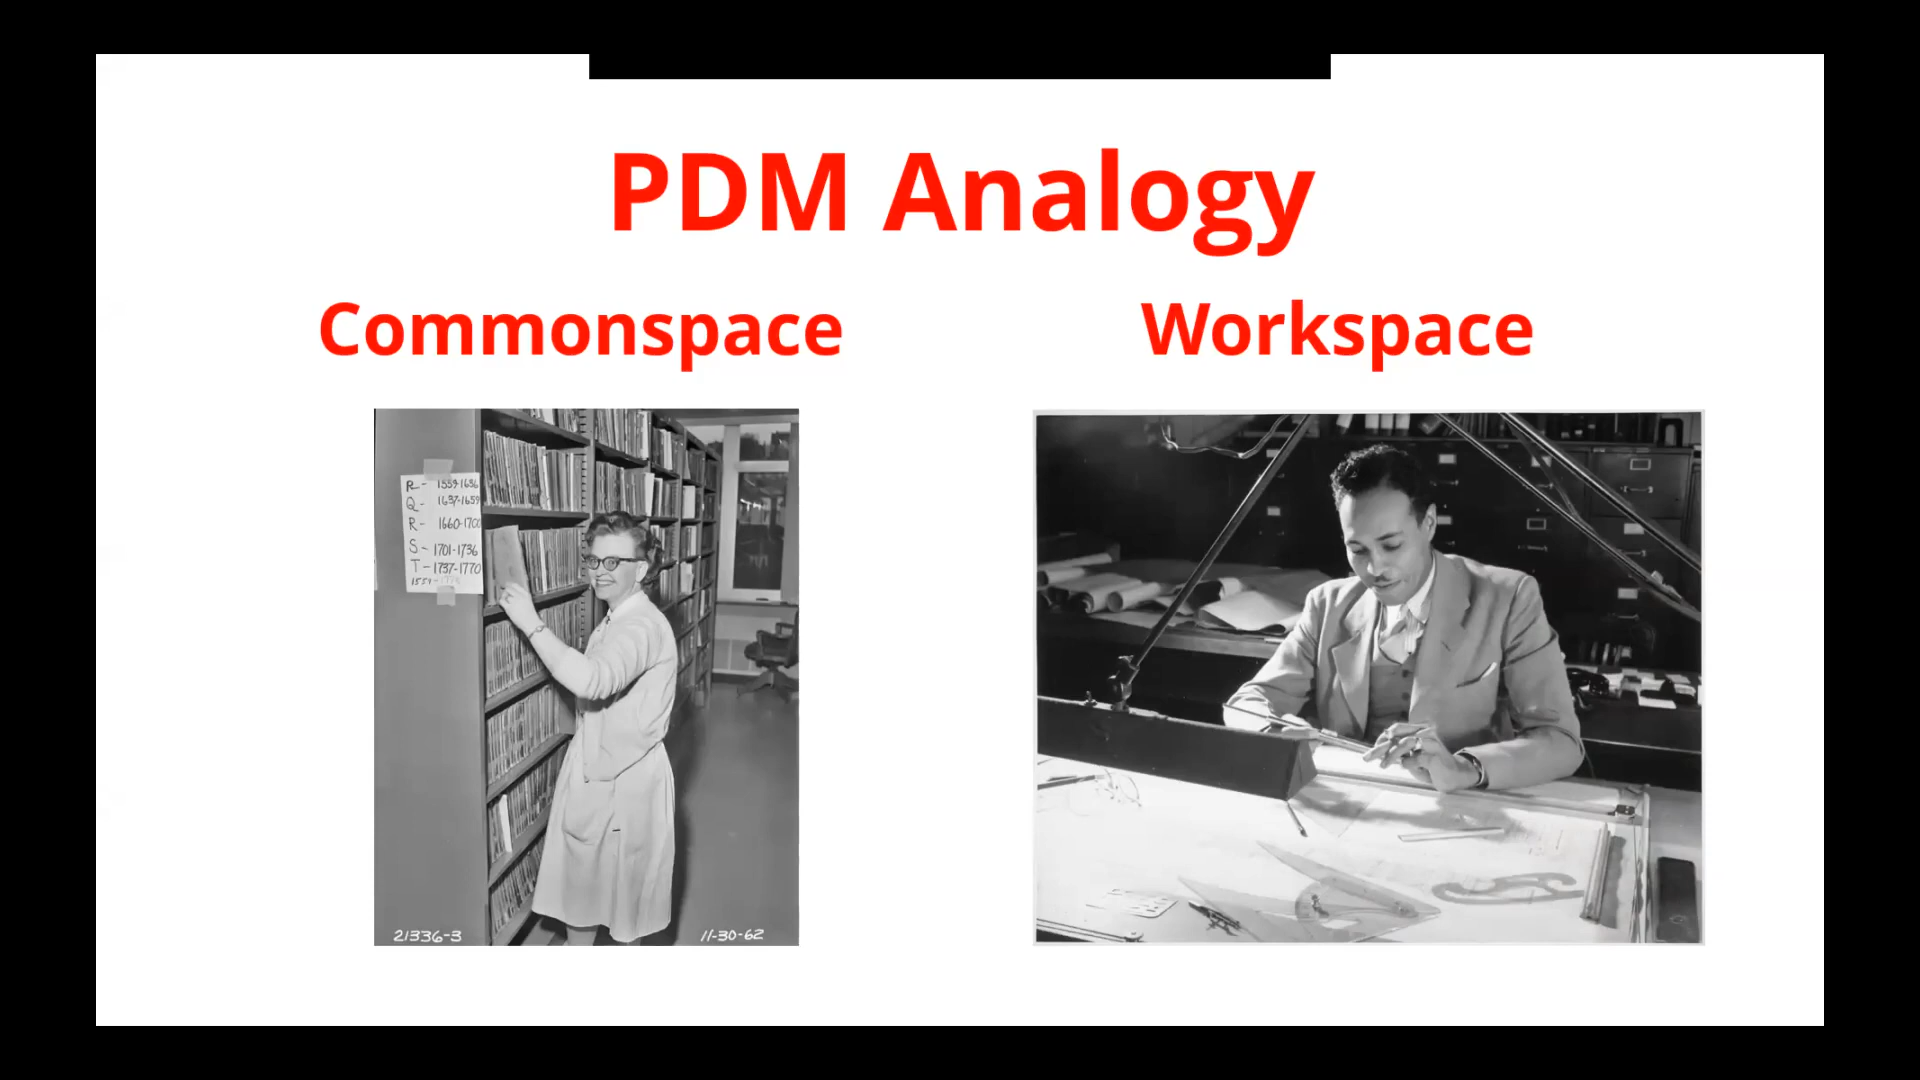 PDM Analogy
Commonspace
Workspace
R- 1559-1636
Q- 1637-1659
R- 1660-1700
S- 1701-1736
T- 1737-1770
21336-3
11-30-62